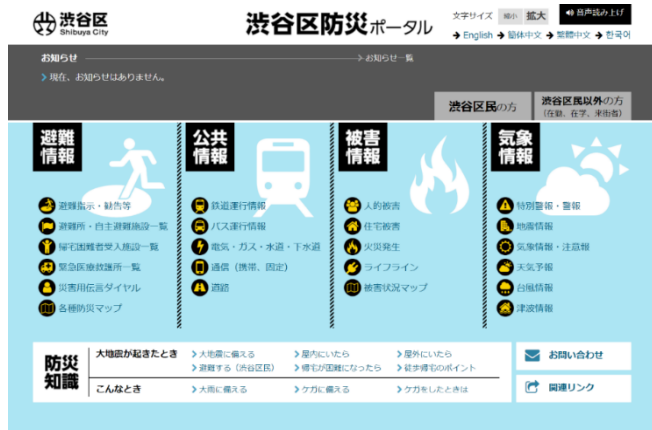 渋谷区
Shibuya City
渋谷区防災ポータル
文字サイズ 縮小 拡大 音声読み上げ
English 簡体中文 繁體中文 한국어
お知らせ お知らせ一覧
現在、お知らせはありません。
渋谷区民の方
渋谷区民以外の方
(在勤、在学、来街者)
避難
情報
避難指示・勧告等
避難所・自主避難施設一覧
帰宅困難者受入施設一覧
緊急医療救護所一覧
災害用伝言ダイヤル
各種防災マップ
公共
情報
鉄道運行情報
バス運行情報
電気・ガス・水道・下水道
通信(携帯、固定)
道路
被害
情報
人的被害
住宅被害
火災発生
ライフライン
被害状況マップ
気象
情報
特別警報・警報
地震情報
気象情報・注意報
天気予報
台風情報
津波情報
防災
知識
大地震が起きたとき
大地震に備える 屋内にいたら 屋外にいたら
避難する(渋谷区民) 帰宅が困難になったら 徒歩帰宅のポイント
こんなとき
大雨に備える ケガに備える ケガをしたときは
お問い合わせ
関連リンク